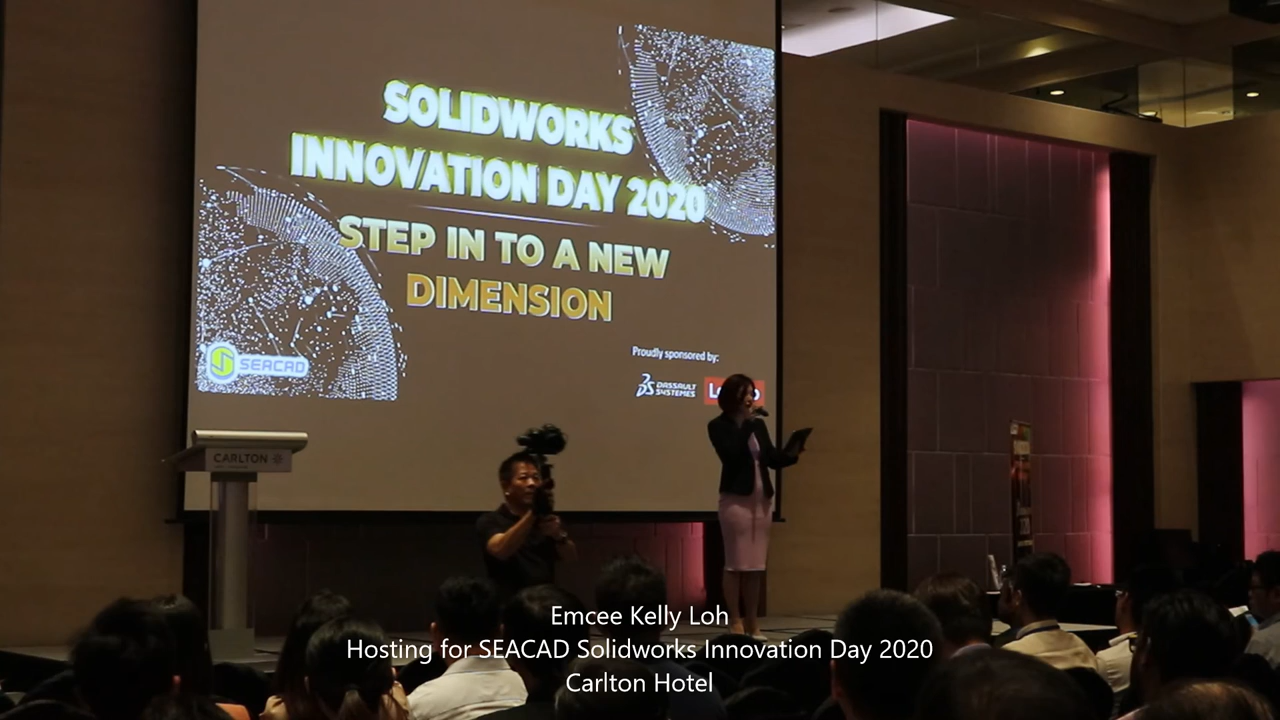 SOLIDWORKS
INNOVATION DAY 2020
STEP IN TO A NEW
DIMENSION
Proudly sponsored by:
SEACAD
DASSAULT
SYSTEMES
CARLTON
Emcee Kelly Loh
Hosting for SEACAD Solidworks Innovation Day 2020
Carlton Hotel